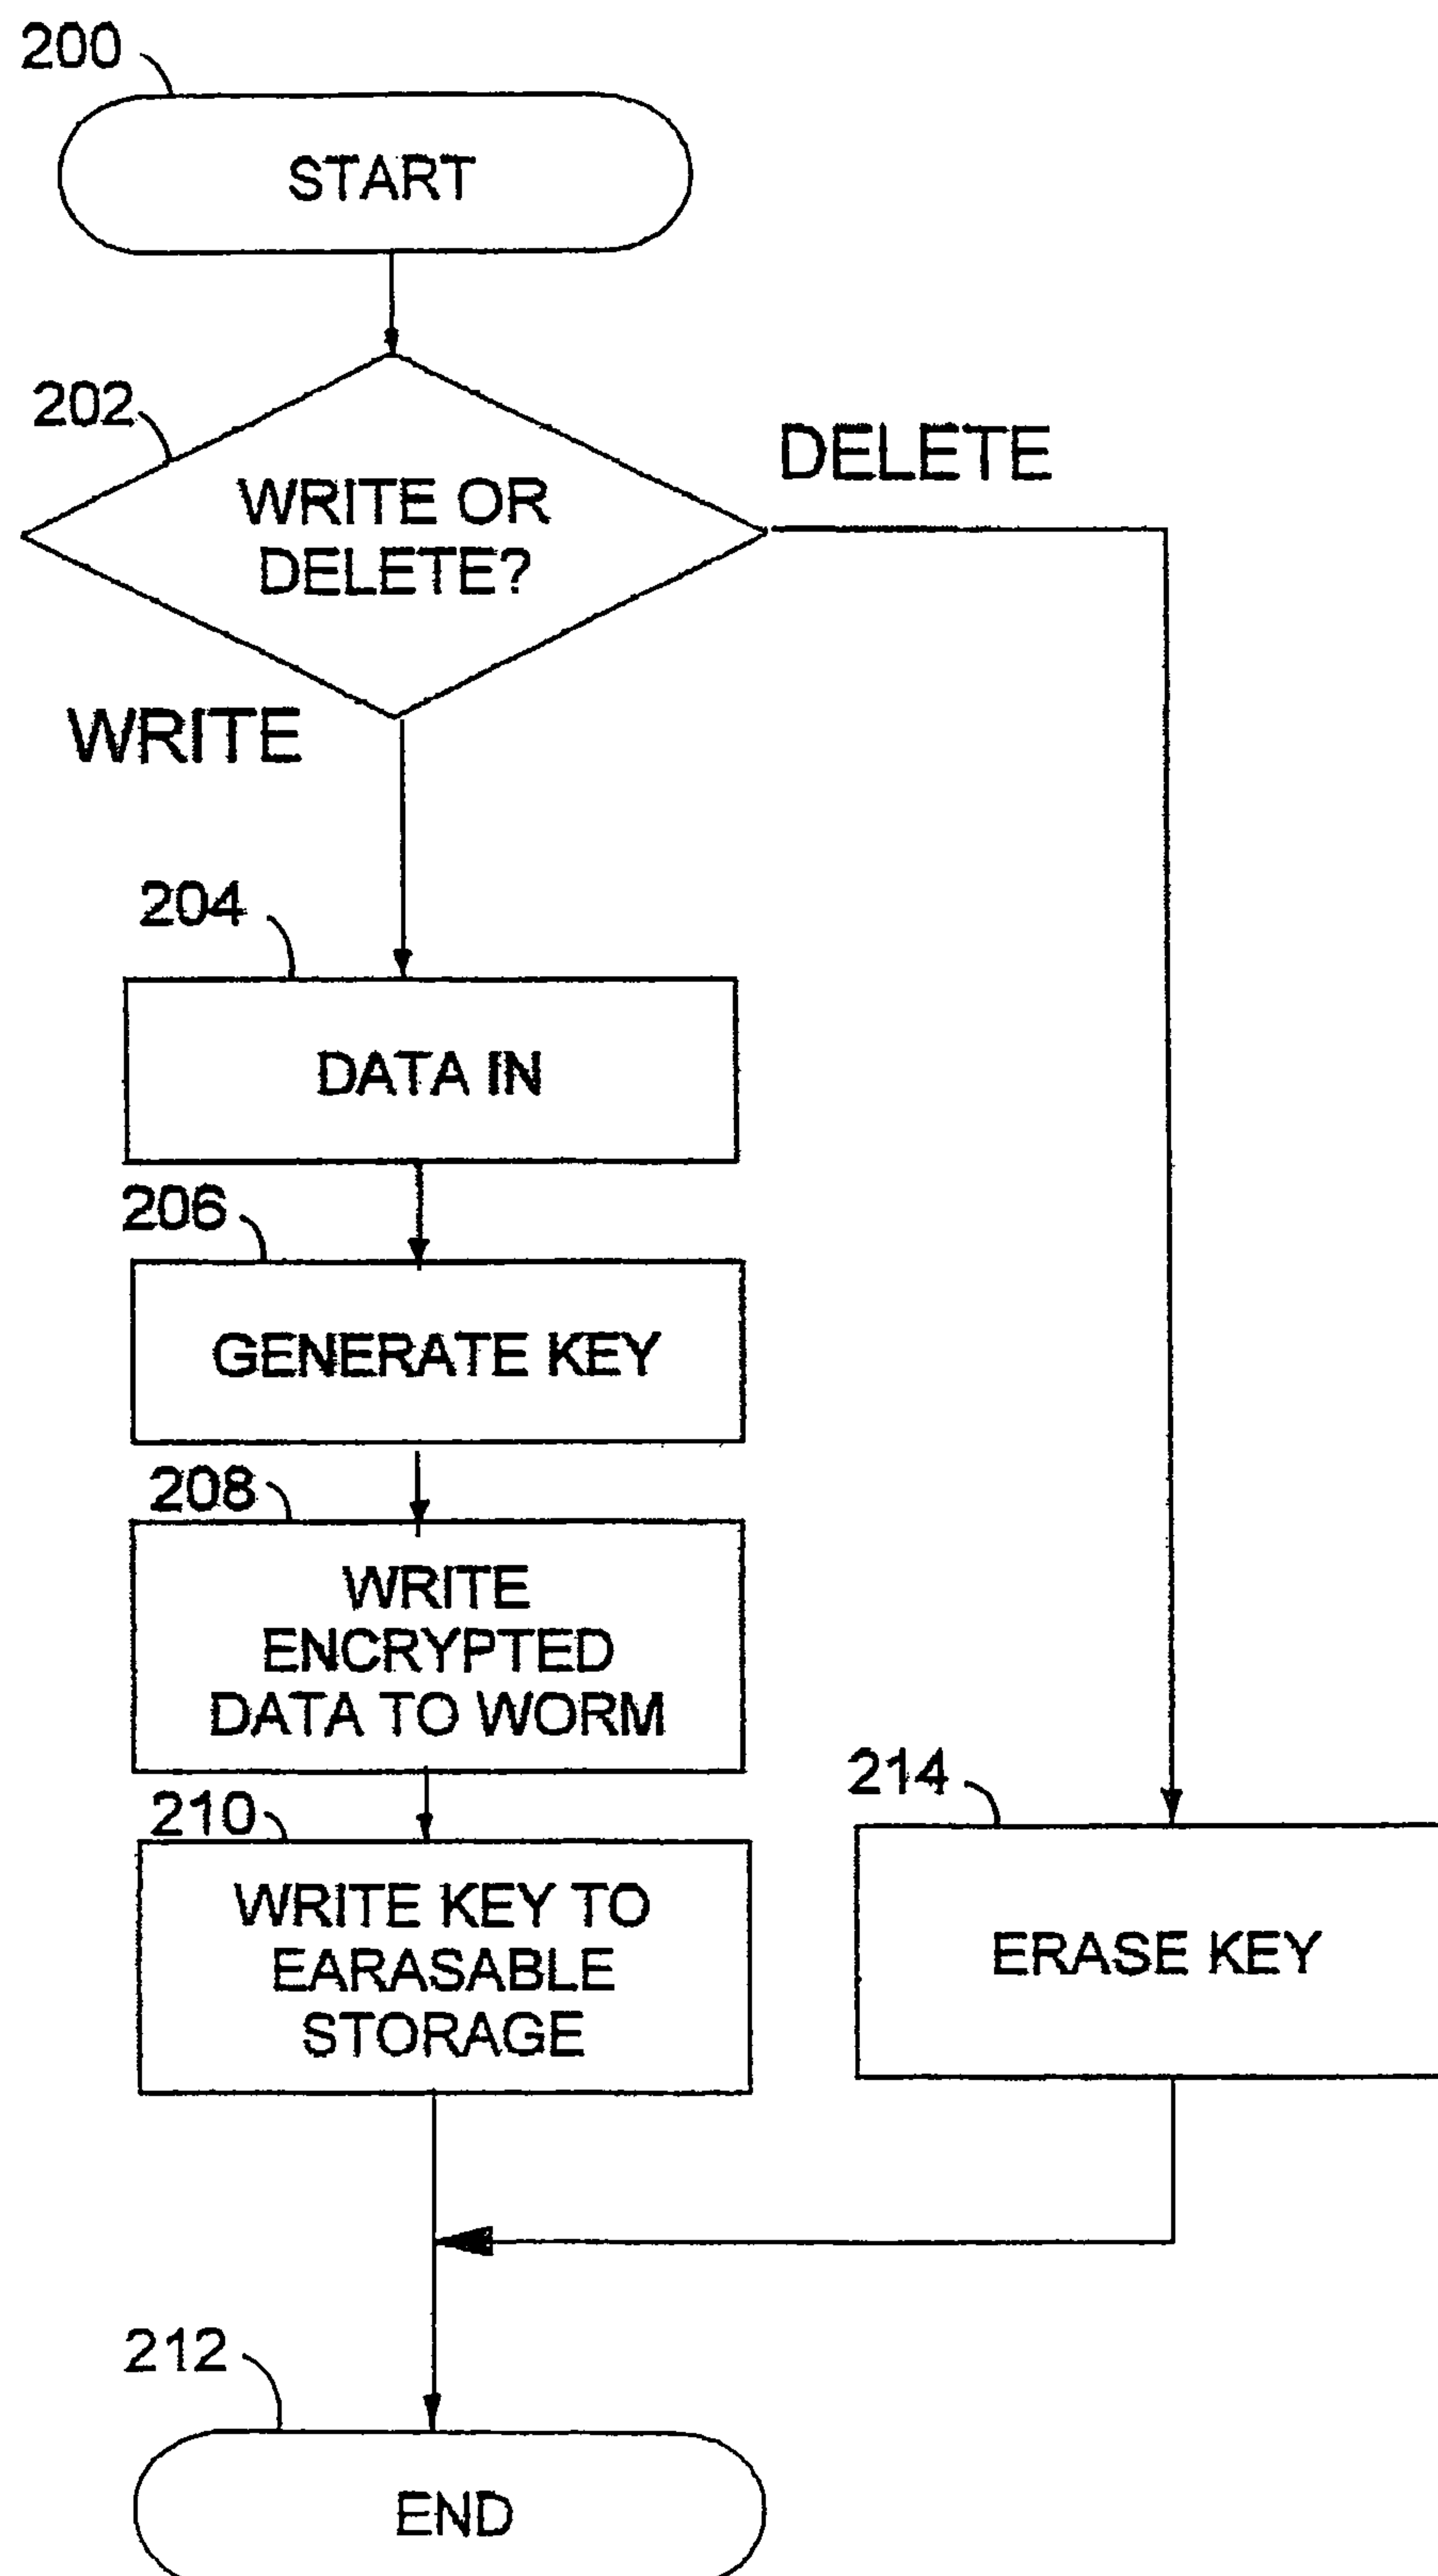 200
START
202
WRITE OR
DELETE?
DELETE
WRITE
204
DATA IN
206
GENERATE KEY
208
WRITE
ENCRYPTED
DATA TO WORM
210
WRITE KEY TO
EARASABLE
STORAGE
214
ERASE KEY
212
END